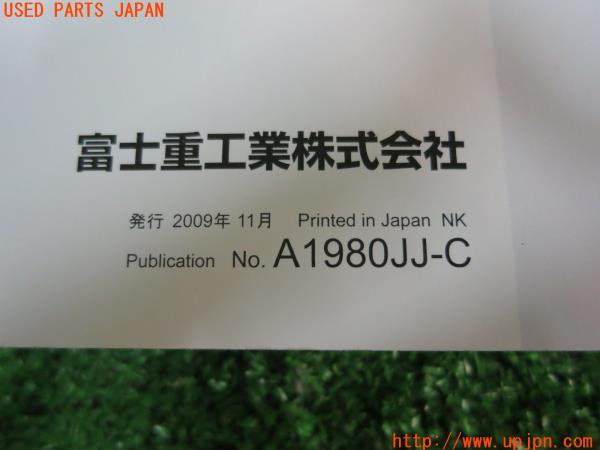 USED PARTS JAPAN
富士重工業株式会社
発行 2009年 11月 Printed in Japan NK
Publication No. A1980JJ-C
http://www.upjpn.com